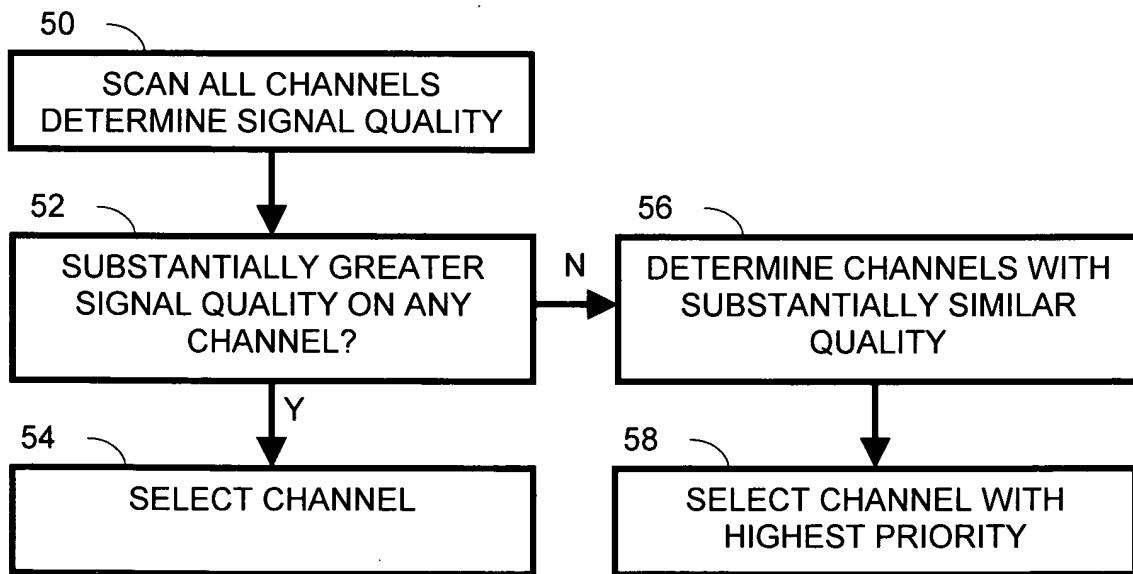 50
SCAN ALL CHANNELS
DETERMINE SIGNAL QUALITY
52
SUBSTANTIALLY GREATER
SIGNAL QUALITY ON ANY
CHANNEL?
N
56
DETERMINE CHANNELS WITH
SUBSTANTIALLY SIMILAR
QUALITY
Y
54
SELECT CHANNEL
58
SELECT CHANNEL WITH
HIGHEST PRIORITY